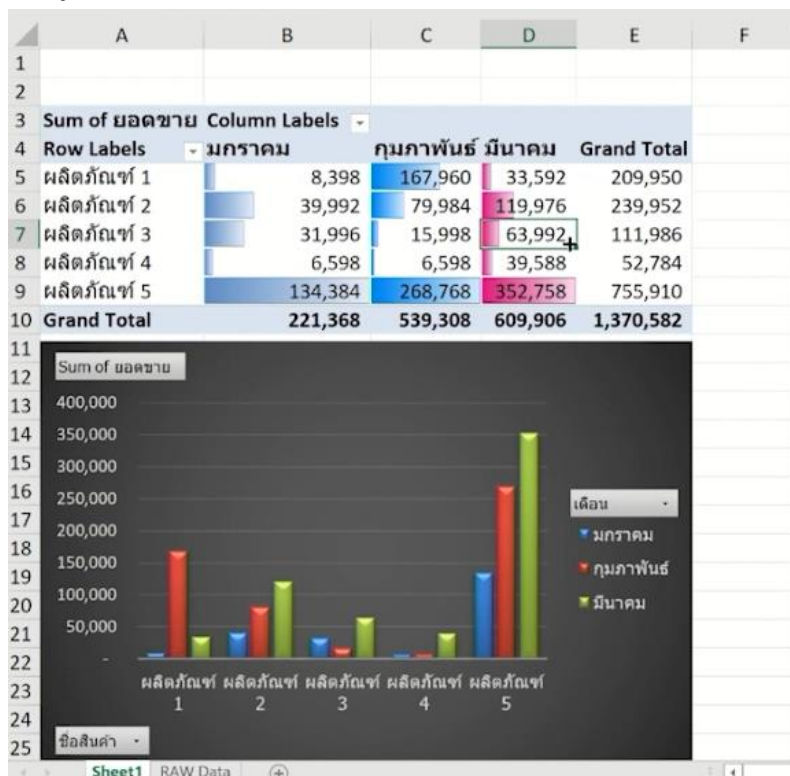 A B C D E F
1
2
3 Sum of ยอดขาย Column Labels
4 Row Labels มกราคม กุมภาพันธ์ มีนาคม Grand Total
5 ผลิตภัณฑ์ 1 8,398 167,960 33,592 209,950
6 ผลิตภัณฑ์ 2 39,992 79,984 119,976 239,952
7 ผลิตภัณฑ์ 3 31,996 15,998 63,992 111,986
8 ผลิตภัณฑ์ 4 6,598 6,598 39,588 52,784
9 ผลิตภัณฑ์ 5 134,384 268,768 352,758 755,910
10 Grand Total 221,368 539,308 609,906 1,370,582
11
12 Sum of ยอดขาย
13 400,000
14 350,000
15 300,000
16 250,000 เดือน
17
18 200,000 มกราคม
19 150,000 กุมภาพันธ์
20 100,000 มีนาคม
21 50,000
22 -
23 ผลิตภัณฑ์ 1 ผลิตภัณฑ์ 2 ผลิตภัณฑ์ 3 ผลิตภัณฑ์ 4 ผลิตภัณฑ์ 5
24
25 ชื่อสินค้า
Sheet1 RAW Data